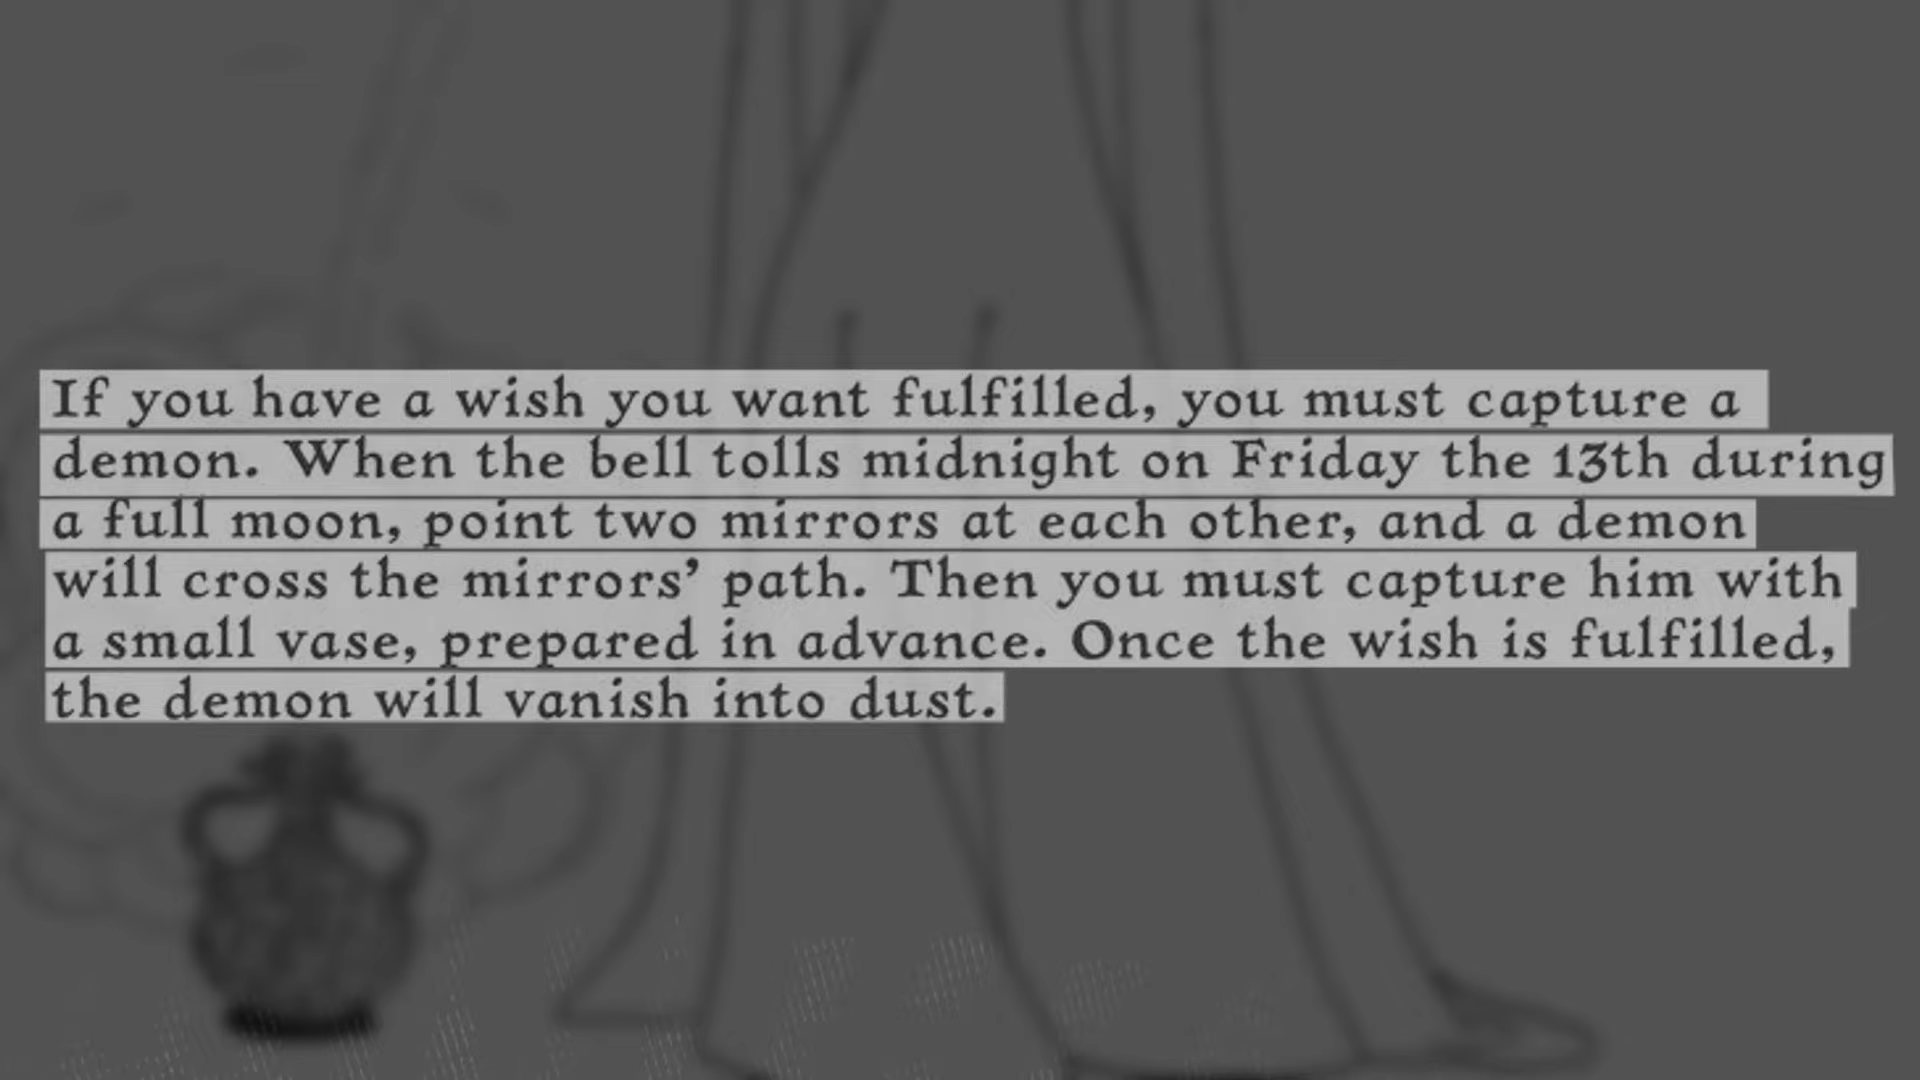 If you have a wish you want fulfilled, you must capture a
demon. When the bell tolls midnight on Friday the 13th during
a full moon, point two mirrors at each other, and a demon
will cross the mirrors’ path. Then you must capture him with
a small vase, prepared in advance. Once the wish is fulfilled,
the demon will vanish into dust.